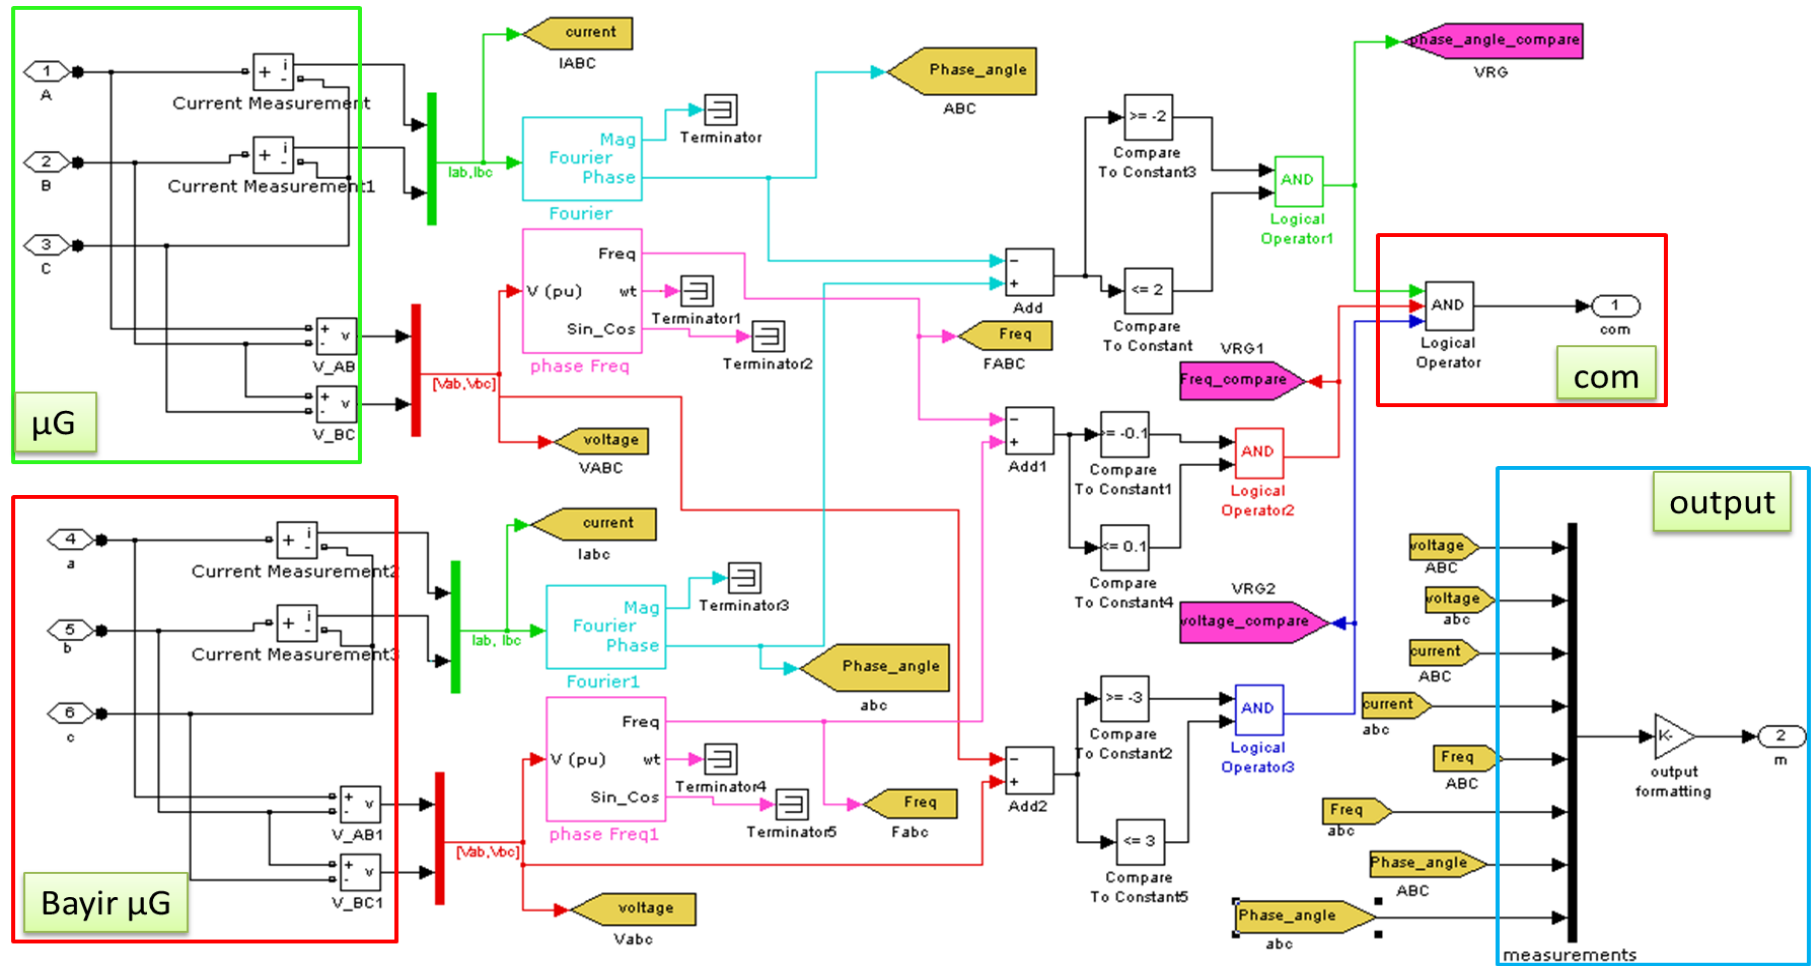 1
A
+ i
-
Current Measurement
2
B
+ i
-
Current Measurement1
3
C
+
-
v
V_AB
+
-
v
V_BC
µG
current
IABC
Iab,Ibc
Mag
Fourier
Phase
Fourier
Terminator
Phase_angle
ABC
Freq
V (pu)
wt
Sin_Cos
phase Freq
Terminator1
Terminator2
[Vab,Vbc]
voltage
VABC
Freq
FABC
−
+
Add
>= -2
Compare
To Constant3
<= 2
Compare
To Constant
AND
Logical
Operator1
phase_angle_compare
VRG
AND
Logical
Operator
1
com
com
VRG1
Freq_compare
−
+
Add1
>= -0.1
Compare
To Constant1
<= 0.1
Compare
To Constant4
AND
Logical
Operator2
VRG2
voltage_compare
4
a
+ i
-
Current Measurement2
5
b
+ i
-
Current Measurement3
6
c
+
-
v
V_AB1
+
-
v
V_BC1
Bayir µG
current
Iabc
Iab, Ibc
Mag
Fourier
Phase
Fourier1
Terminator3
Phase_angle
abc
Freq
V (pu)
wt
Sin_Cos
phase Freq1
Terminator4
Terminator5
[Vab,Vbc]
voltage
Vabc
Freq
Fabc
−
+
Add2
>= -3
Compare
To Constant2
<= 3
Compare
To Constant5
AND
Logical
Operator3
output
voltage
ABC
voltage
abc
current
ABC
current
abc
Freq
ABC
Freq
abc
Phase_angle
ABC
Phase_angle
abc
measurements
K-
output
formatting
2
m